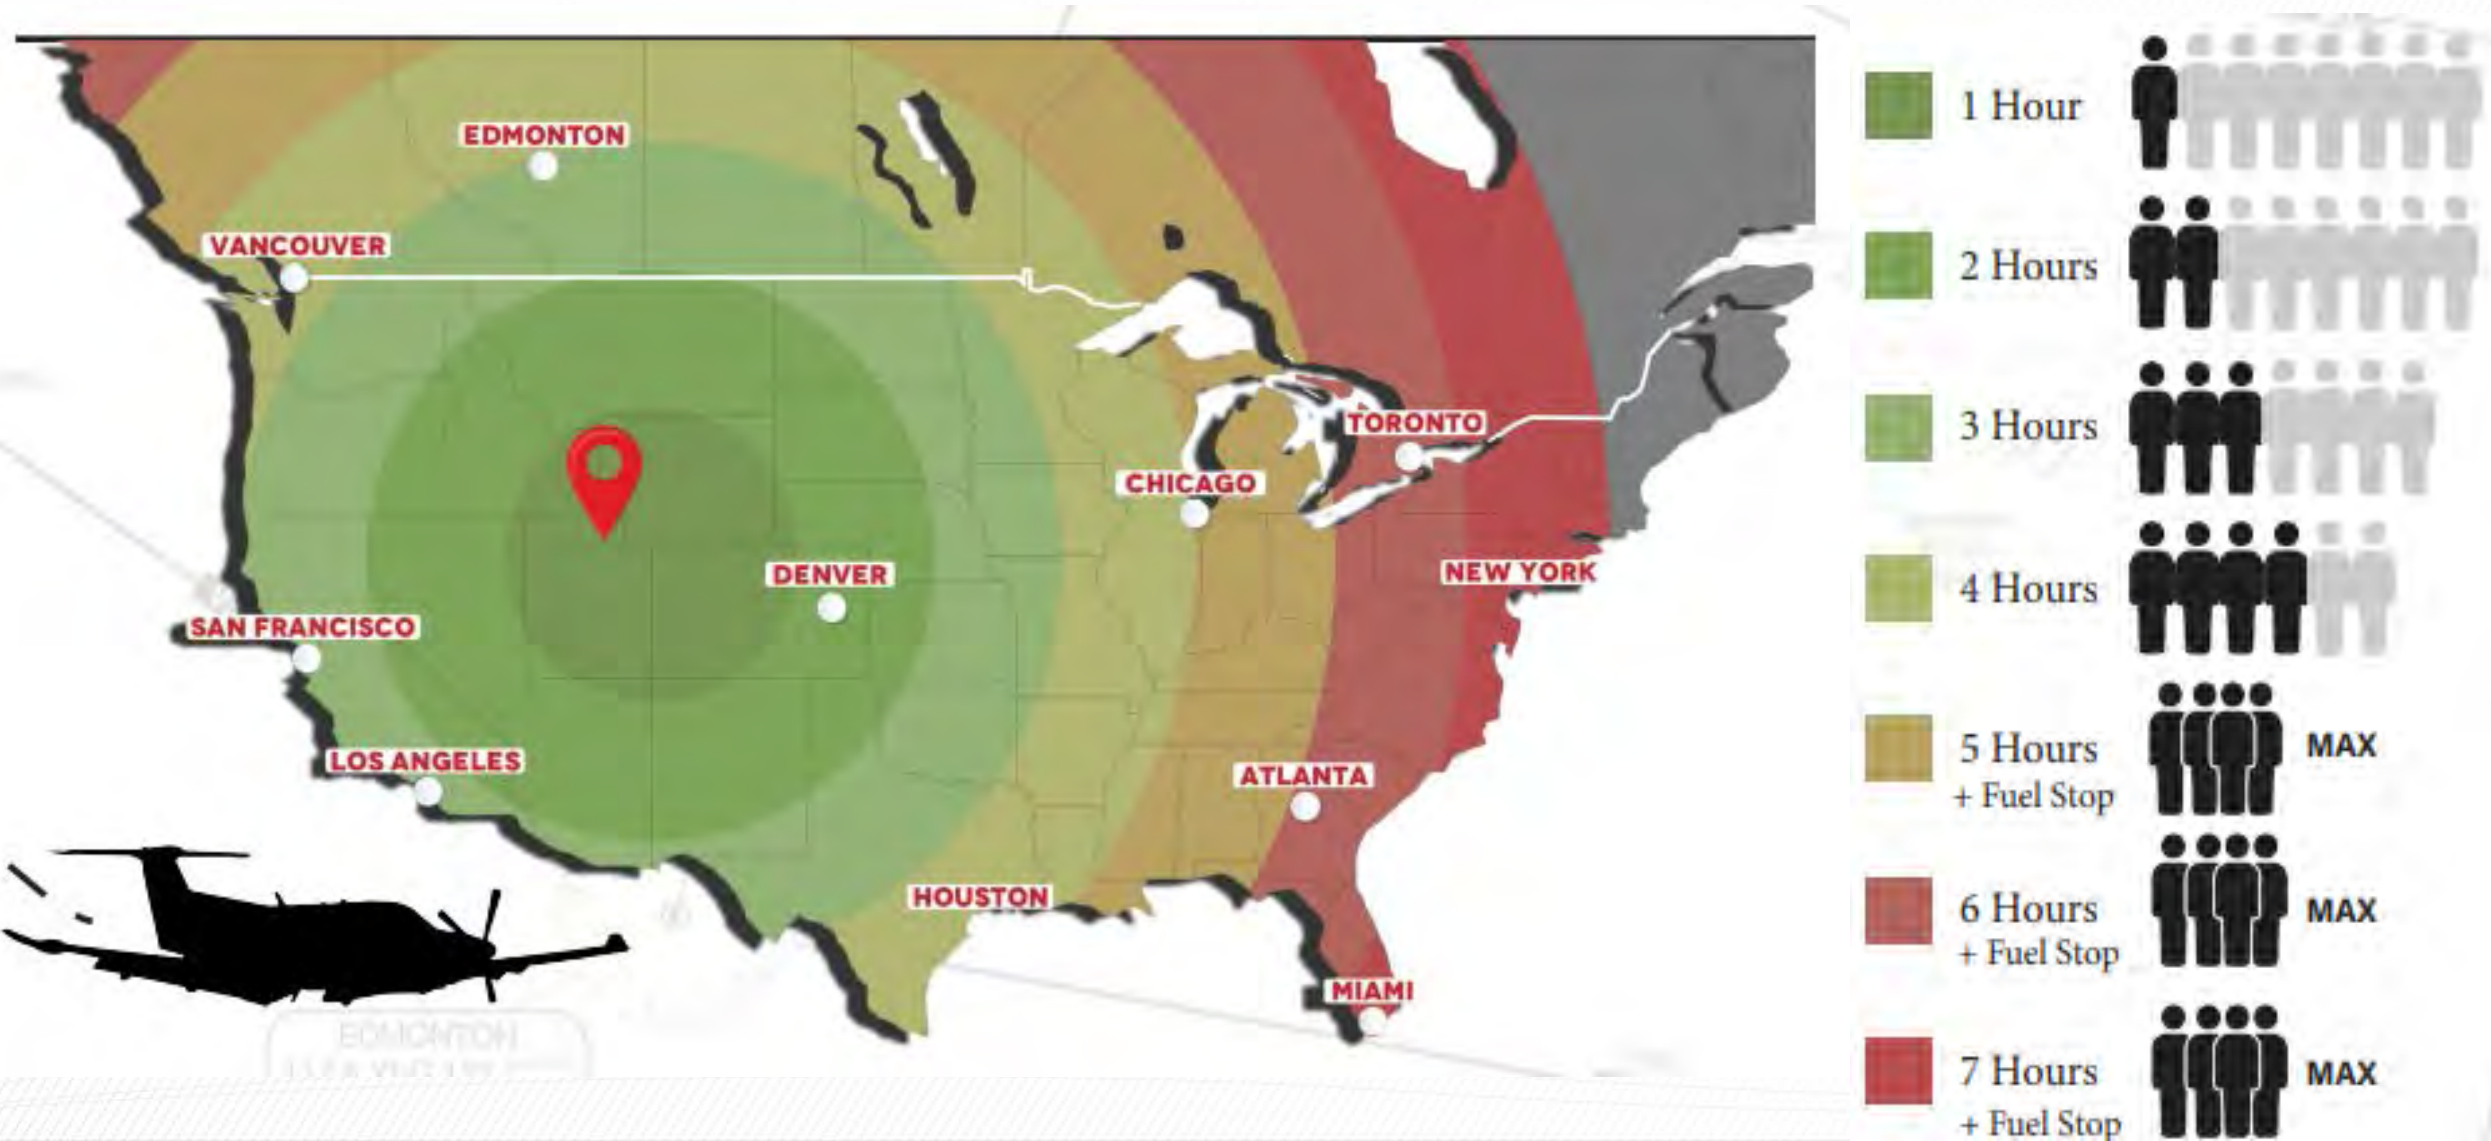 EDMONTON
VANCOUVER
TORONTO
CHICAGO
DENVER
NEW YORK
SAN FRANCISCO
LOS ANGELES
ATLANTA
HOUSTON
MIAMI
EDMONTON
1 Hour
2 Hours
3 Hours
4 Hours
5 Hours
+ Fuel Stop
MAX
6 Hours
+ Fuel Stop
MAX
7 Hours
+ Fuel Stop
MAX